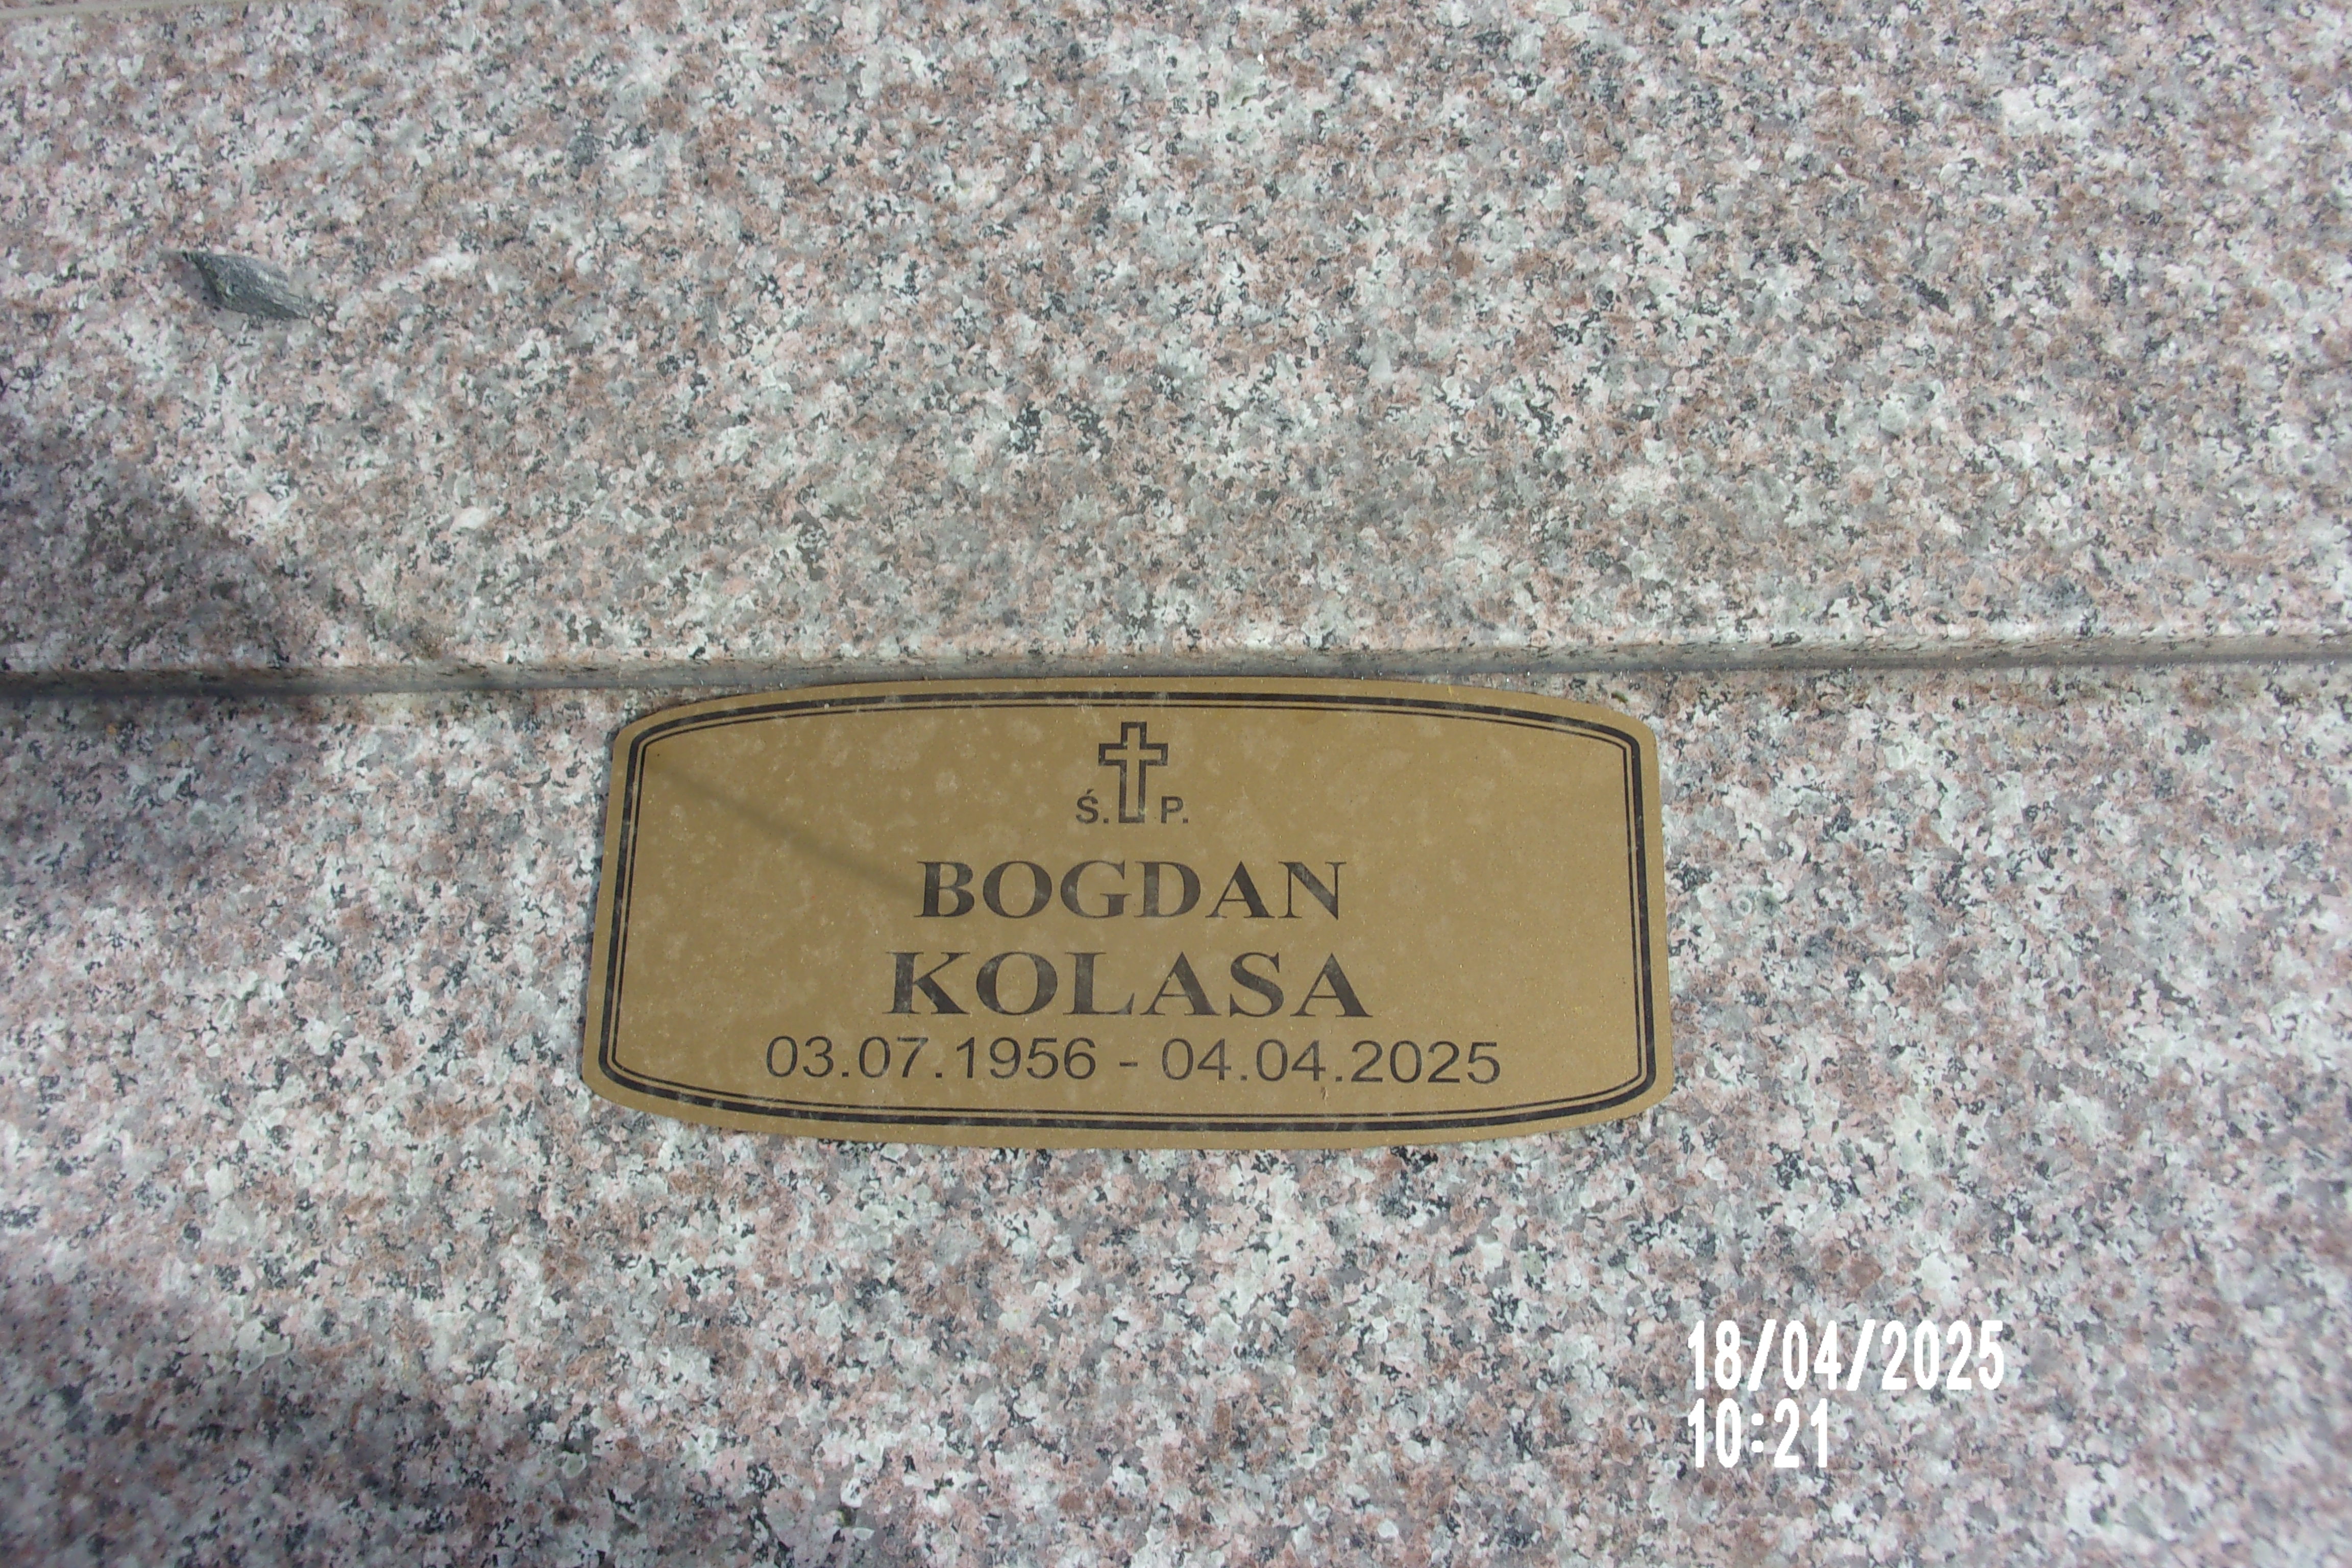 Ś. P.
BOGDAN
KOLASA
03.07.1956 - 04.04.2025
18/04/2025
10:21